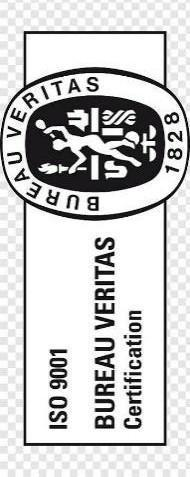 BUREAU VERITAS
1828
ISO 9001
BUREAU VERITAS
Certification